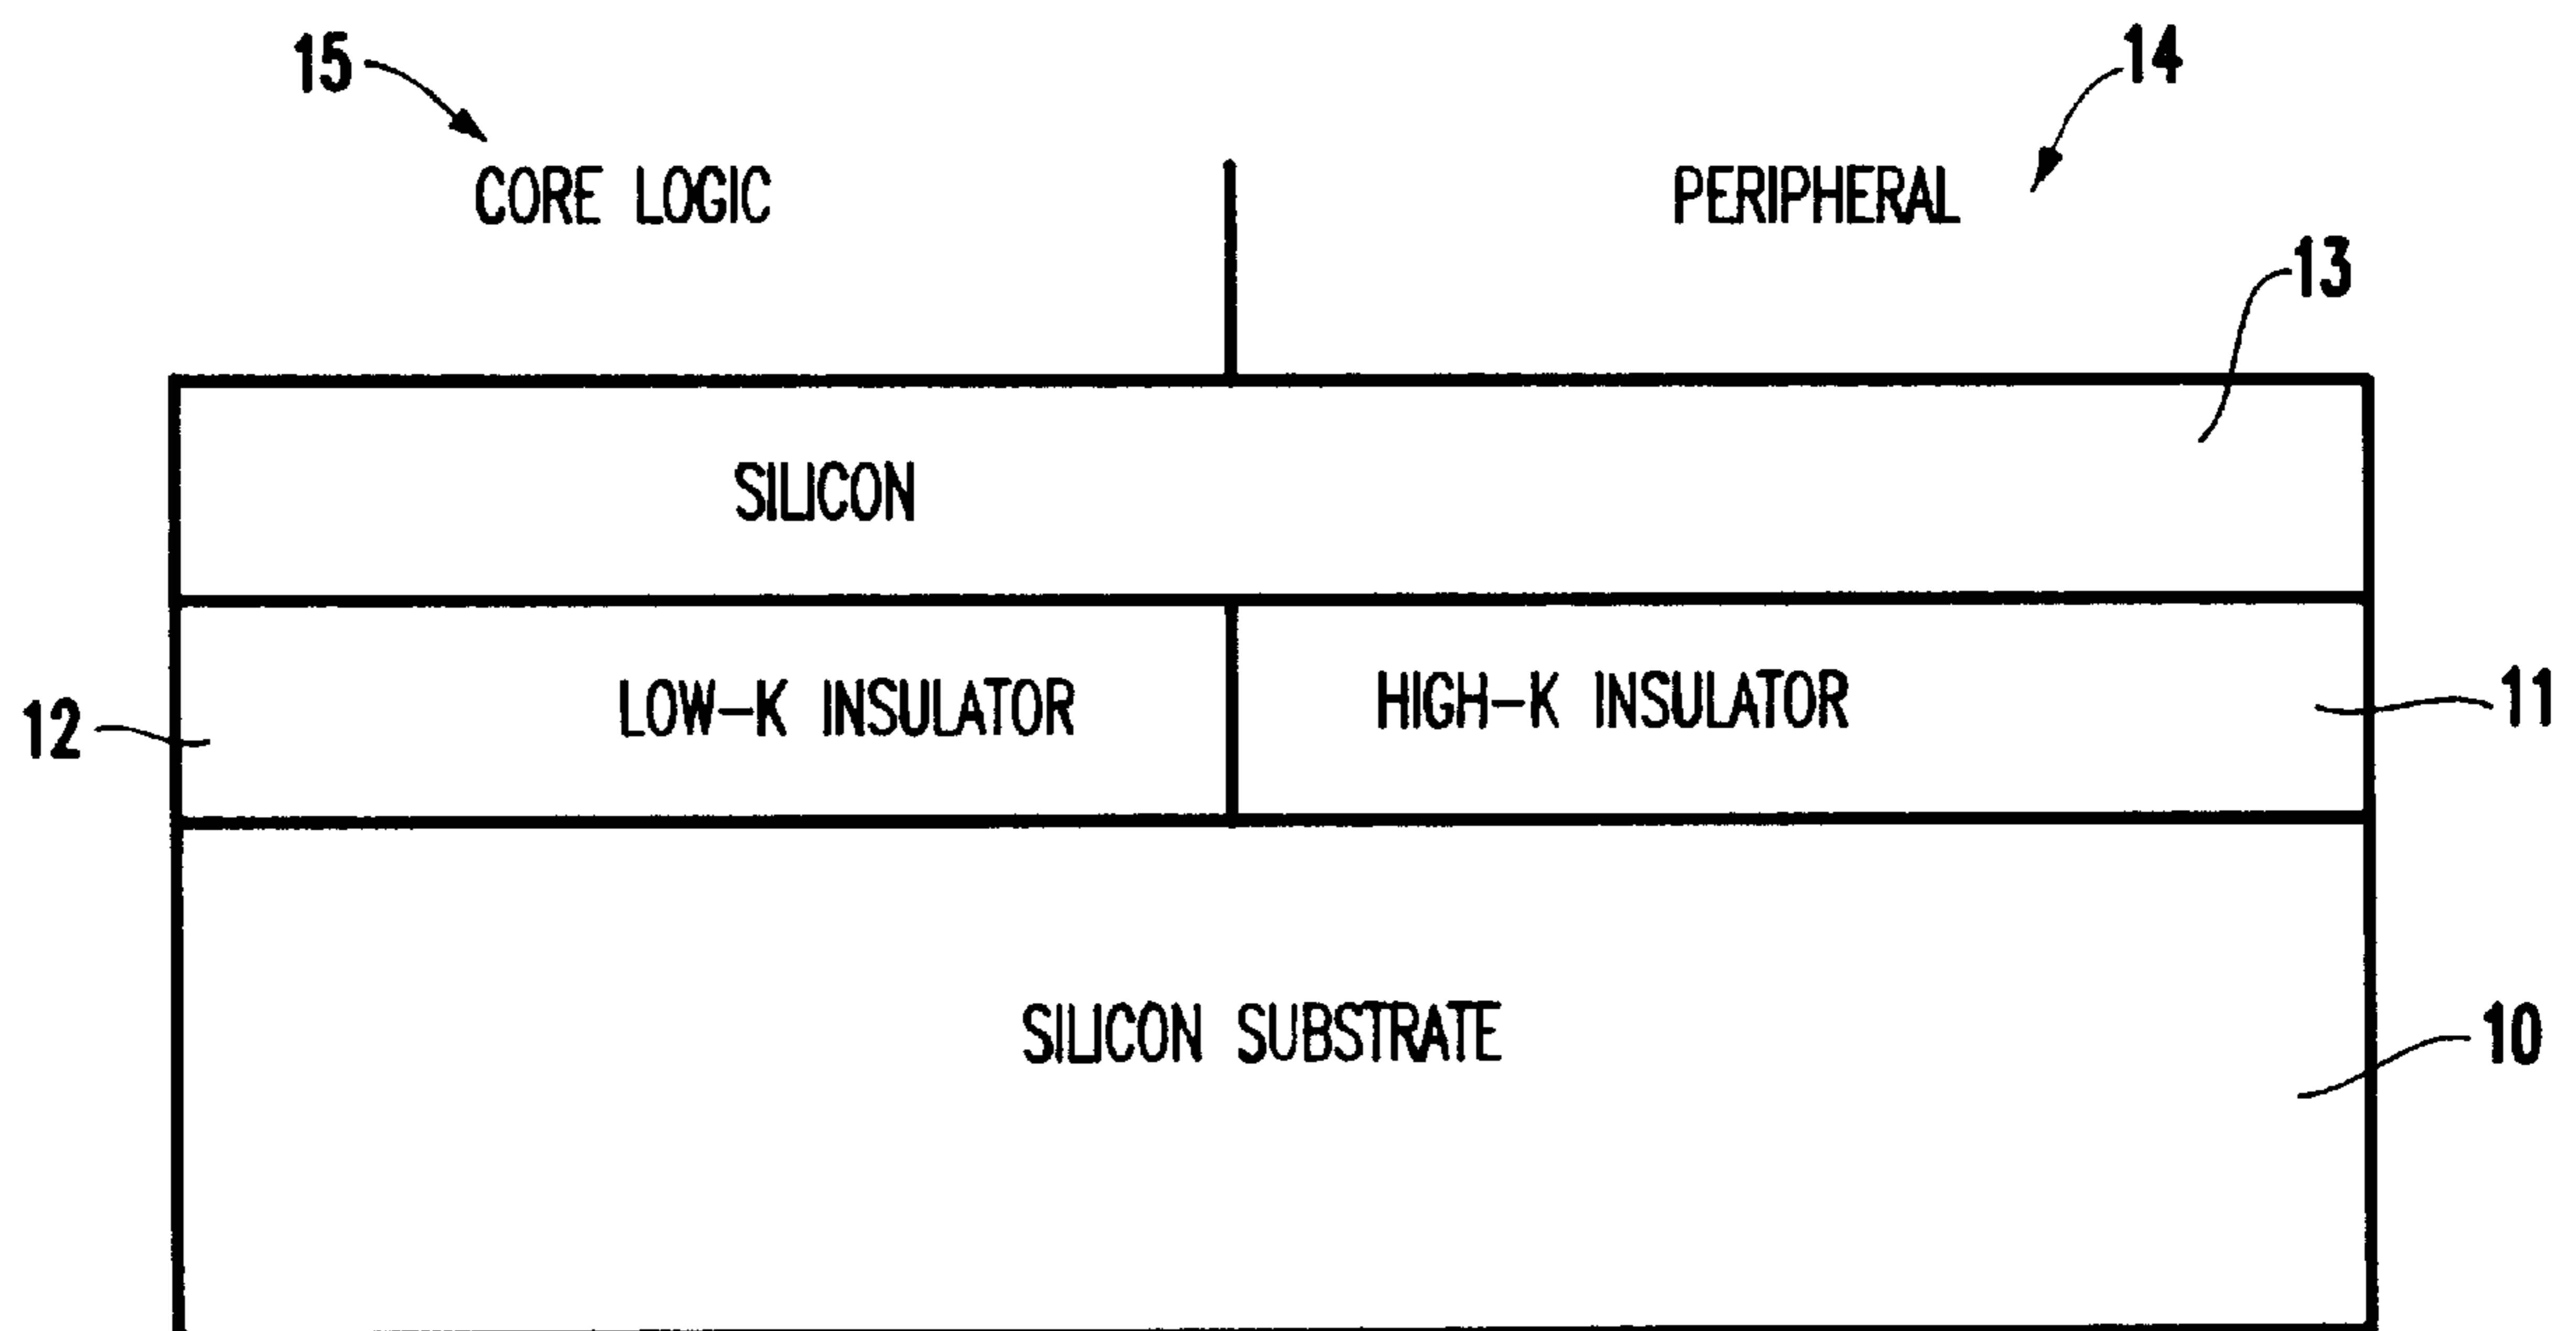 15
14
CORE LOGIC
PERIPHERAL
13
SILICON
12
LOW-K INSULATOR
HIGH-K INSULATOR
11
SILICON SUBSTRATE
10